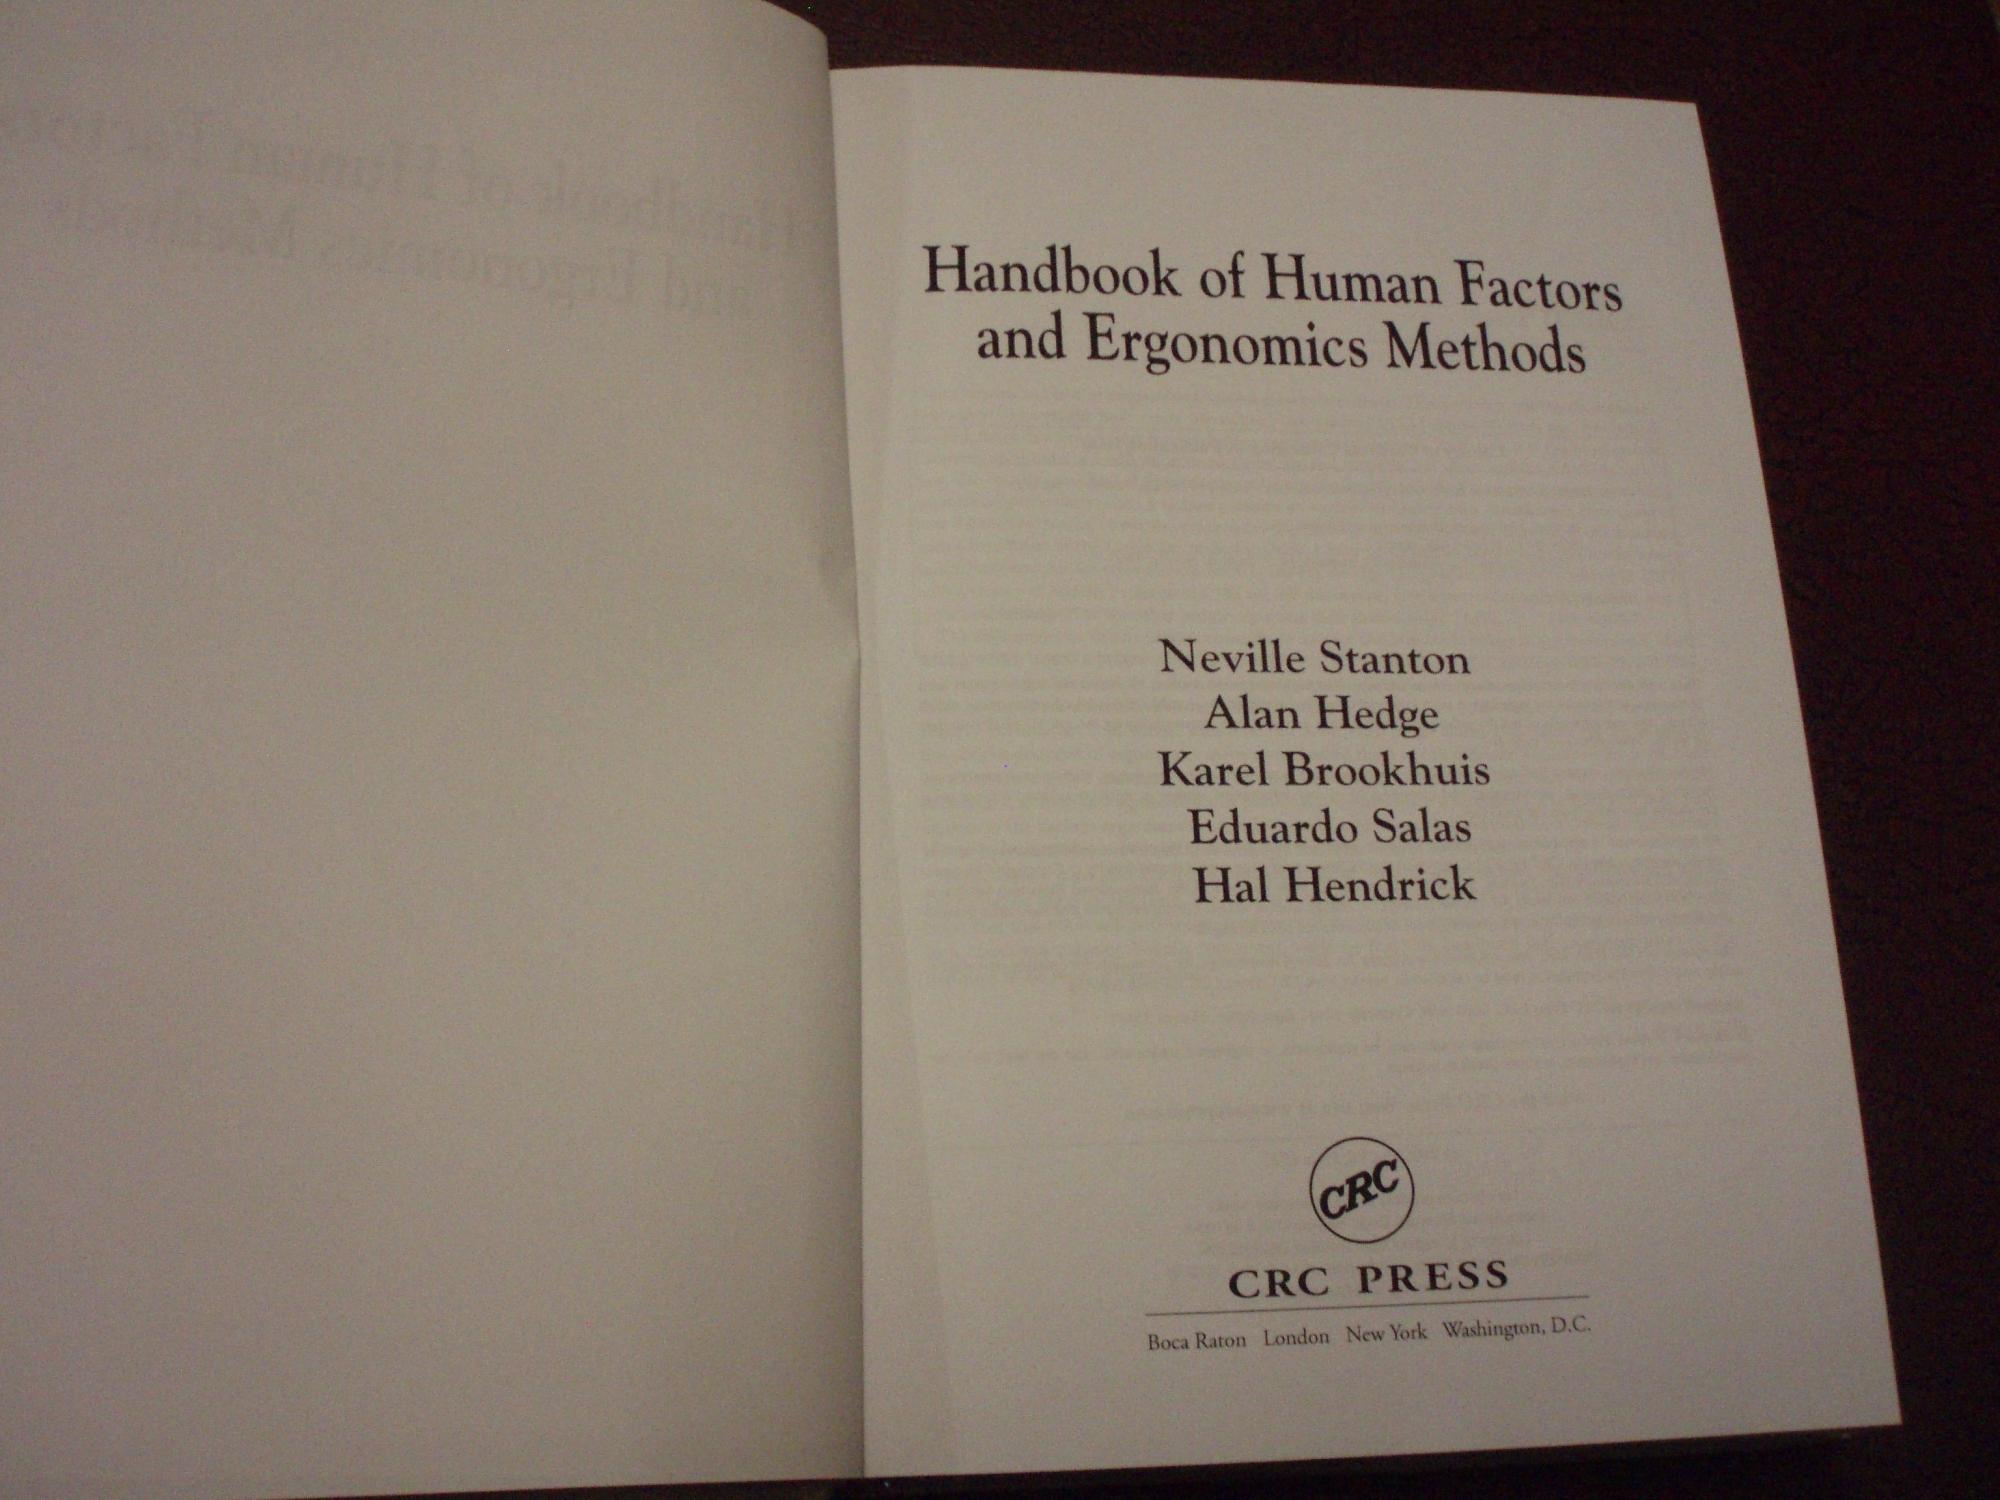 Handbook of Human Factors
and Ergonomics Methods
Neville Stanton
Alan Hedge
Karel Brookhuis
Eduardo Salas
Hal Hendrick
CRC
CRC PRESS
Boca Raton London New York Washington, D.C.